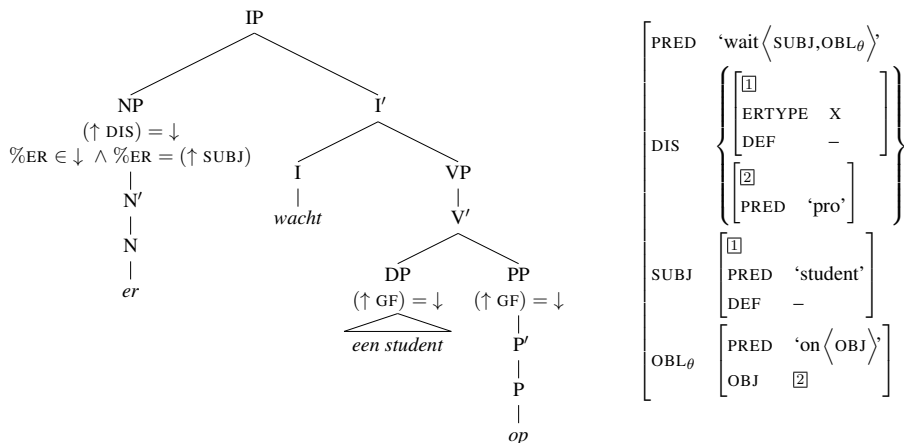 IP
NP I′
(↑ DIS) = ↓
%ER ∈ ↓ ∧ %ER = (↑ SUBJ)
I VP
N′ wacht V′
N DP PP
er (↑ GF) = ↓ (↑ GF) = ↓
een student P′
P
op
PRED ‘wait⟨SUBJ,OBLθ⟩’
DIS
1
ERTYPE X
DEF –
2
PRED ‘pro’
SUBJ
1
PRED ‘student’
DEF –
OBLθ
PRED ‘on⟨OBJ⟩’
OBJ 2